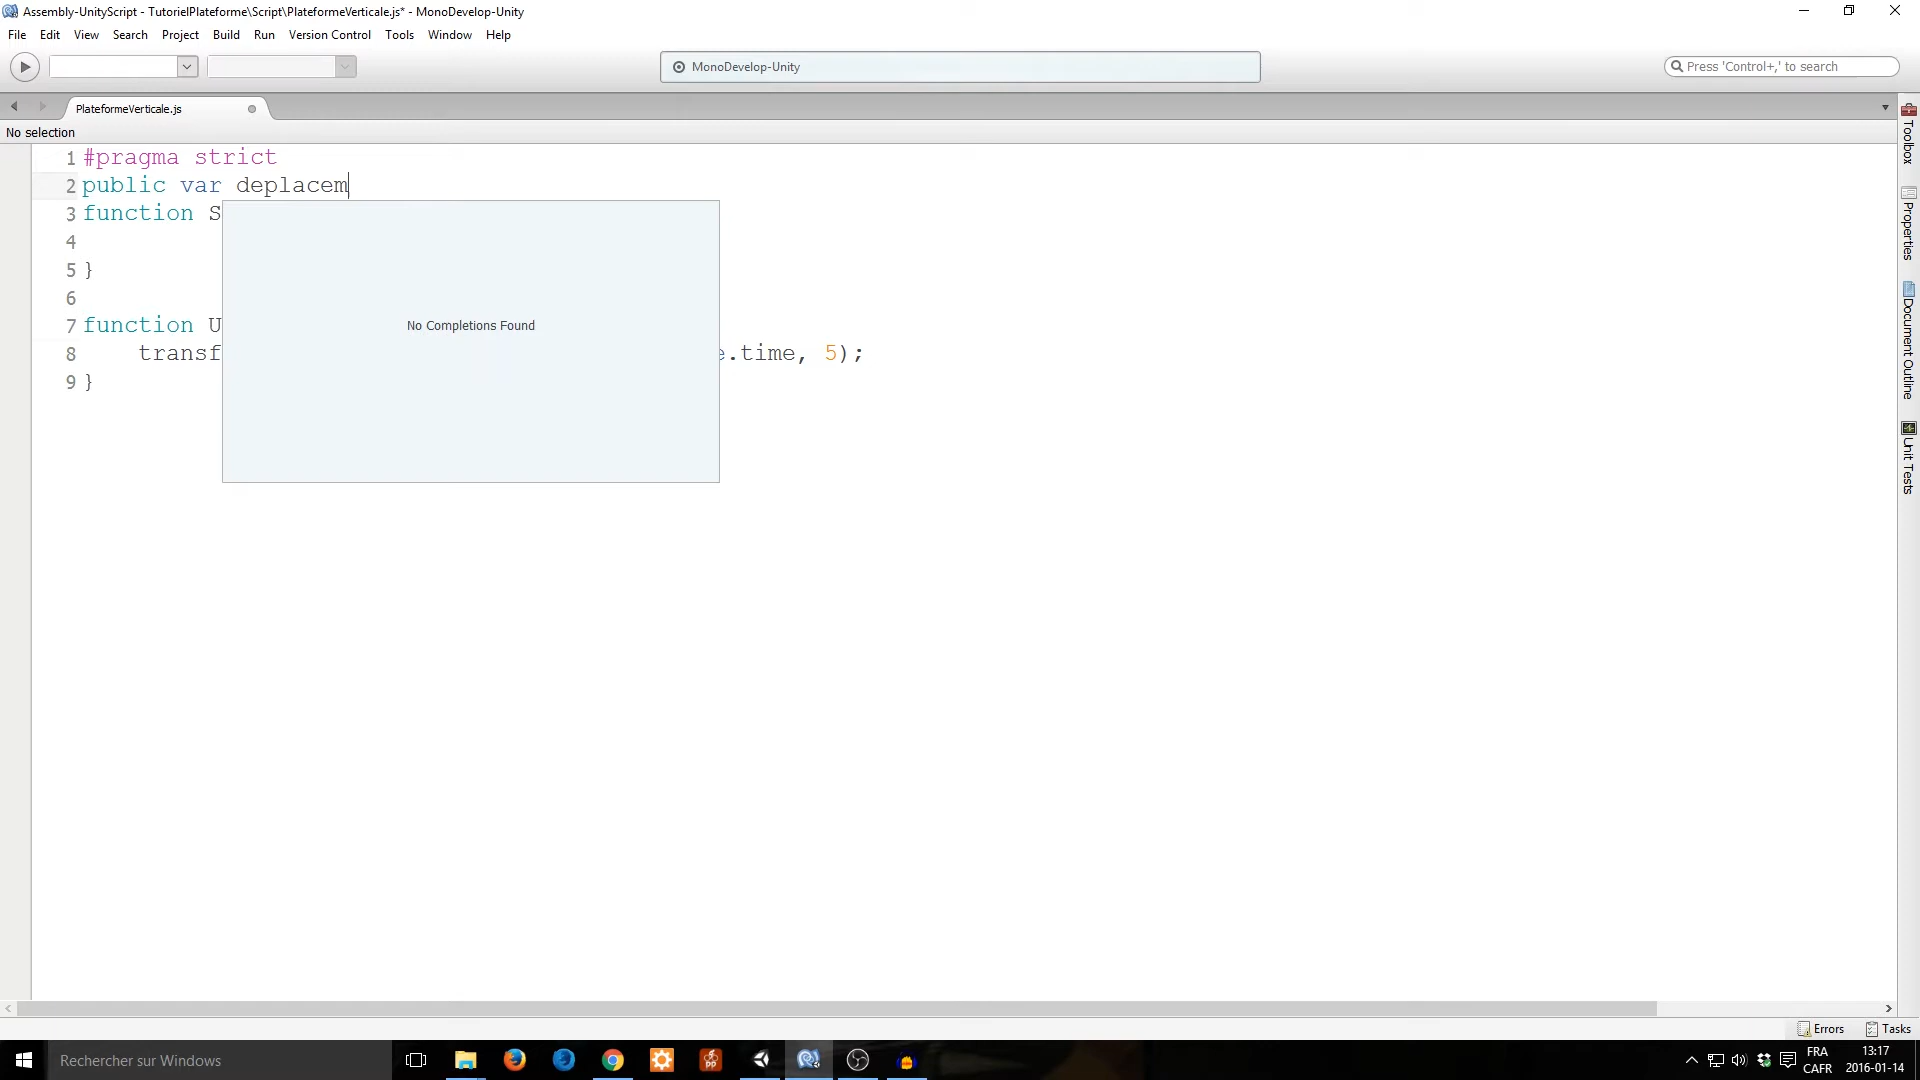 Assembly-UnityScript - TutorielPlateforme\Script\PlateformeVerticale.js* - MonoDevelop-Unity
File Edit View Search Project Build Run Version Control Tools Window Help
MonoDevelop-Unity
Press 'Control+,' to search
PlateformeVerticale.js
No selection
1 #pragma strict
2 public var deplacem
3 function S
4
5 }
6
7 function U
8 transf e.time, 5);
9 }
No Completions Found
Toolbox
Properties
Document Outline
Unit Tests
Errors Tasks
Rechercher sur Windows
FRA
CAFR
13:17
2016-01-14